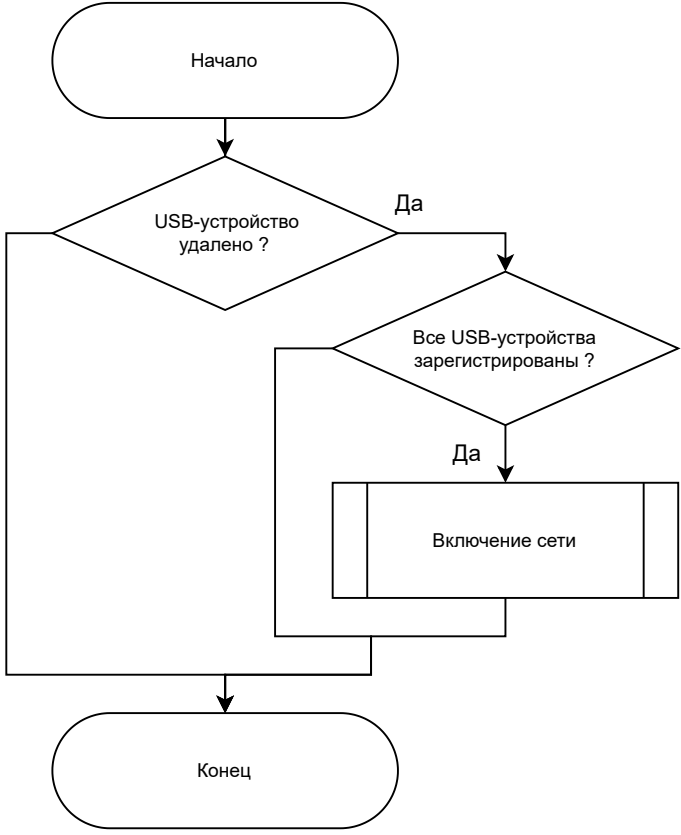 Начало
Да
USB-устройство
удалено ?
Все USB-устройства
зарегистрированы ?
Да
Включение сети
Конец